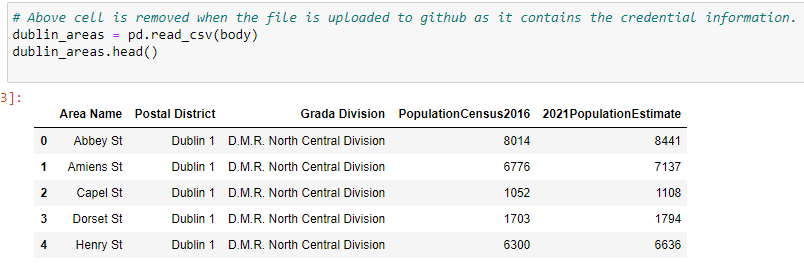 # Above cell is removed when the file is uploaded to github as it contains the credential information.
dublin_areas = pd.read_csv(body)
dublin_areas.head()
3]:
Area Name Postal District Grada Division PopulationCensus2016 2021PopulationEstimate
0 Abbey St Dublin 1 D.M.R. North Central Division 8014 8441
1 Amiens St Dublin 1 D.M.R. North Central Division 6776 7137
2 Capel St Dublin 1 D.M.R. North Central Division 1052 1108
3 Dorset St Dublin 1 D.M.R. North Central Division 1703 1794
4 Henry St Dublin 1 D.M.R. North Central Division 6300 6636